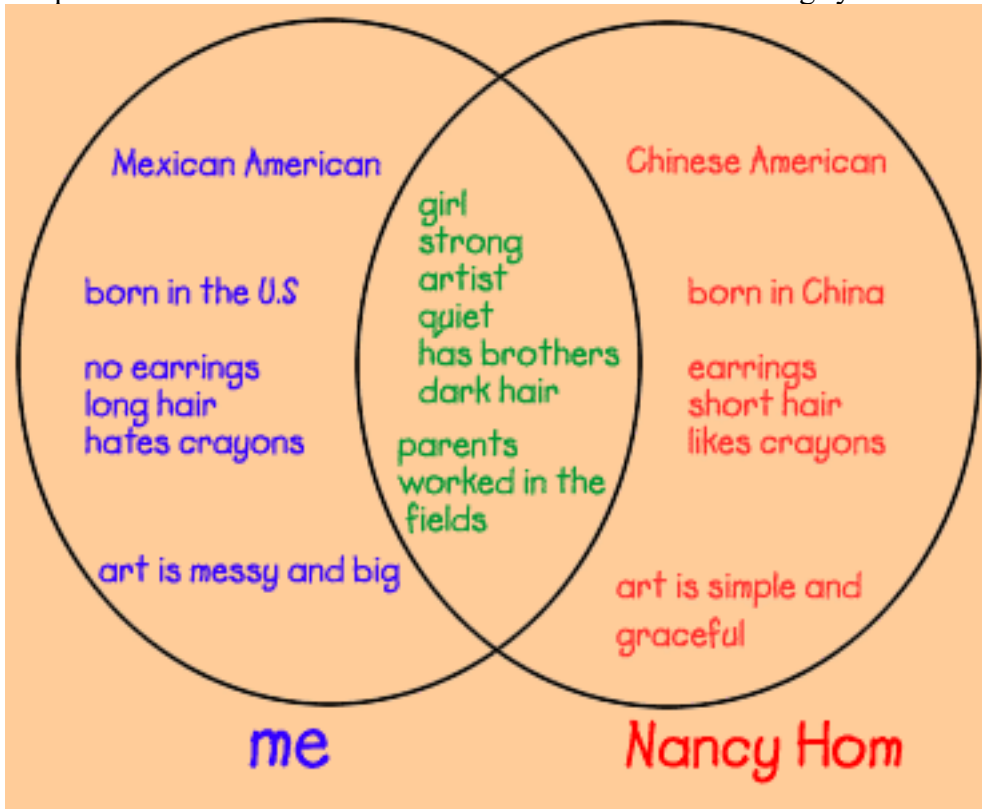 Mexican American
born in the U.S
no earrings
long hair
hates crayons
art is messy and big
girl
strong
artist
quiet
has brothers
dark hair
parents
worked in the
fields
Chinese American
born in China
earrings
short hair
likes crayons
art is simple and
graceful
me
Nancy Hom